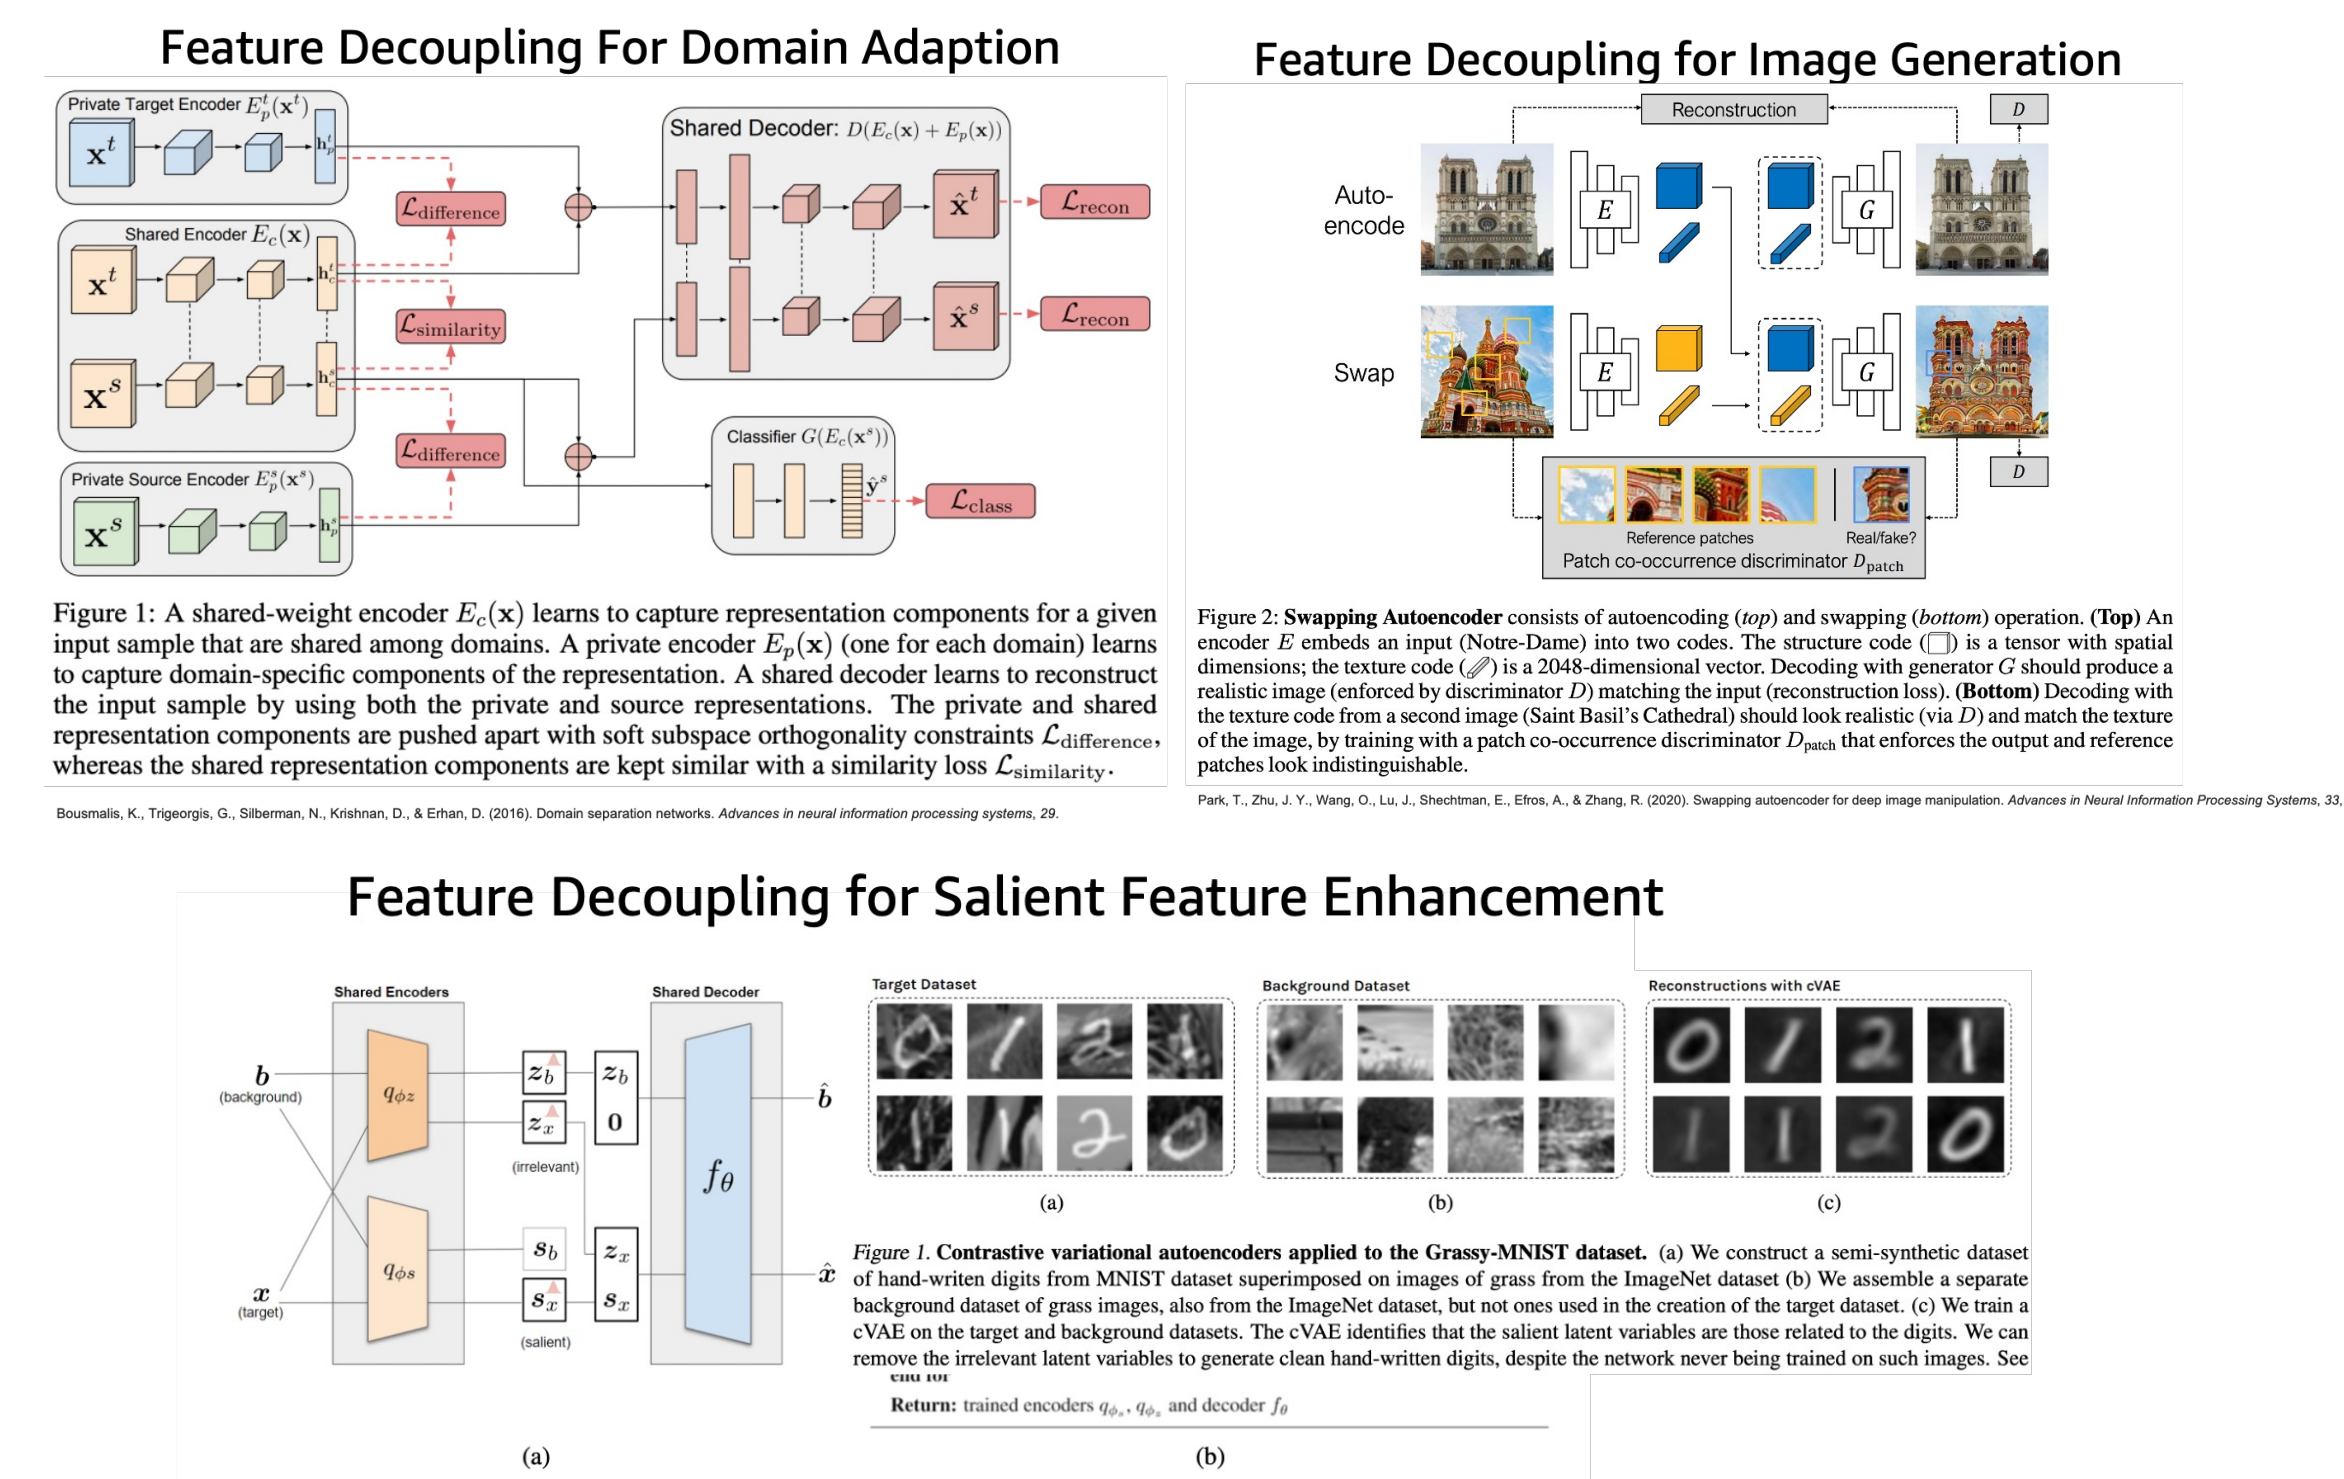 Feature Decoupling For Domain Adaption
Private Target Encoder E_p^t(x^t)
x^t
h_p^t
Shared Encoder E_c(x)
x^t
h_c^t
x^s
h_c^s
Private Source Encoder E_p^s(x^s)
x^s
h_p^s
ℒ_difference
ℒ_similarity
ℒ_difference
Shared Decoder: D(E_c(x) + E_p(x))
x̂^t
ℒ_recon
x̂^s
ℒ_recon
Classifier G(E_c(x^s))
ŷ^s
ℒ_class
Figure 1: A shared-weight encoder E_c(x) learns to capture representation components for a given
input sample that are shared among domains. A private encoder E_p(x) (one for each domain) learns
to capture domain-specific components of the representation. A shared decoder learns to reconstruct
the input sample by using both the private and source representations. The private and shared
representation components are pushed apart with soft subspace orthogonality constraints ℒ_difference,
whereas the shared representation components are kept similar with a similarity loss ℒ_similarity.
Bousmalis, K., Trigeorgis, G., Silberman, N., Krishnan, D., & Erhan, D. (2016). Domain separation networks. Advances in neural information processing systems, 29.
Feature Decoupling for Image Generation
Reconstruction
D
Auto-
encode
E
G
Swap
E
G
D
Reference patches
Real/fake?
Patch co-occurrence discriminator D_patch
Figure 2: Swapping Autoencoder consists of autoencoding (top) and swapping (bottom) operation. (Top) An
encoder E embeds an input (Notre-Dame) into two codes. The structure code (▱) is a tensor with spatial
dimensions; the texture code (▱) is a 2048-dimensional vector. Decoding with generator G should produce a
realistic image (enforced by discriminator D) matching the input (reconstruction loss). (Bottom) Decoding with
the texture code from a second image (Saint Basil's Cathedral) should look realistic (via D) and match the texture
of the image, by training with a patch co-occurrence discriminator D_patch that enforces the output and reference
patches look indistinguishable.
Park, T., Zhu, J. Y., Wang, O., Lu, J., Shechtman, E., Efros, A., & Zhang, R. (2020). Swapping autoencoder for deep image manipulation. Advances in Neural Information Processing Systems, 33,
Feature Decoupling for Salient Feature Enhancement
Shared Encoders
Shared Decoder
b
(background)
x
(target)
q_ϕz
q_ϕs
z_b
z_x
(irrelevant)
s_b
s_x
(salient)
z_b
0
z_x
s_x
f_θ
b̂
x̂
(a)
Target Dataset
(a)
Background Dataset
(b)
Reconstructions with cVAE
(c)
Figure 1. Contrastive variational autoencoders applied to the Grassy-MNIST dataset. (a) We construct a semi-synthetic dataset
of hand-writen digits from MNIST dataset superimposed on images of grass from the ImageNet dataset (b) We assemble a separate
background dataset of grass images, also from the ImageNet dataset, but not ones used in the creation of the target dataset. (c) We train a
cVAE on the target and background datasets. The cVAE identifies that the salient latent variables are those related to the digits. We can
remove the irrelevant latent variables to generate clean hand-written digits, despite the network never being trained on such images. See
end for
Return: trained encoders q_ϕs, q_ϕz and decoder f_θ
(b)